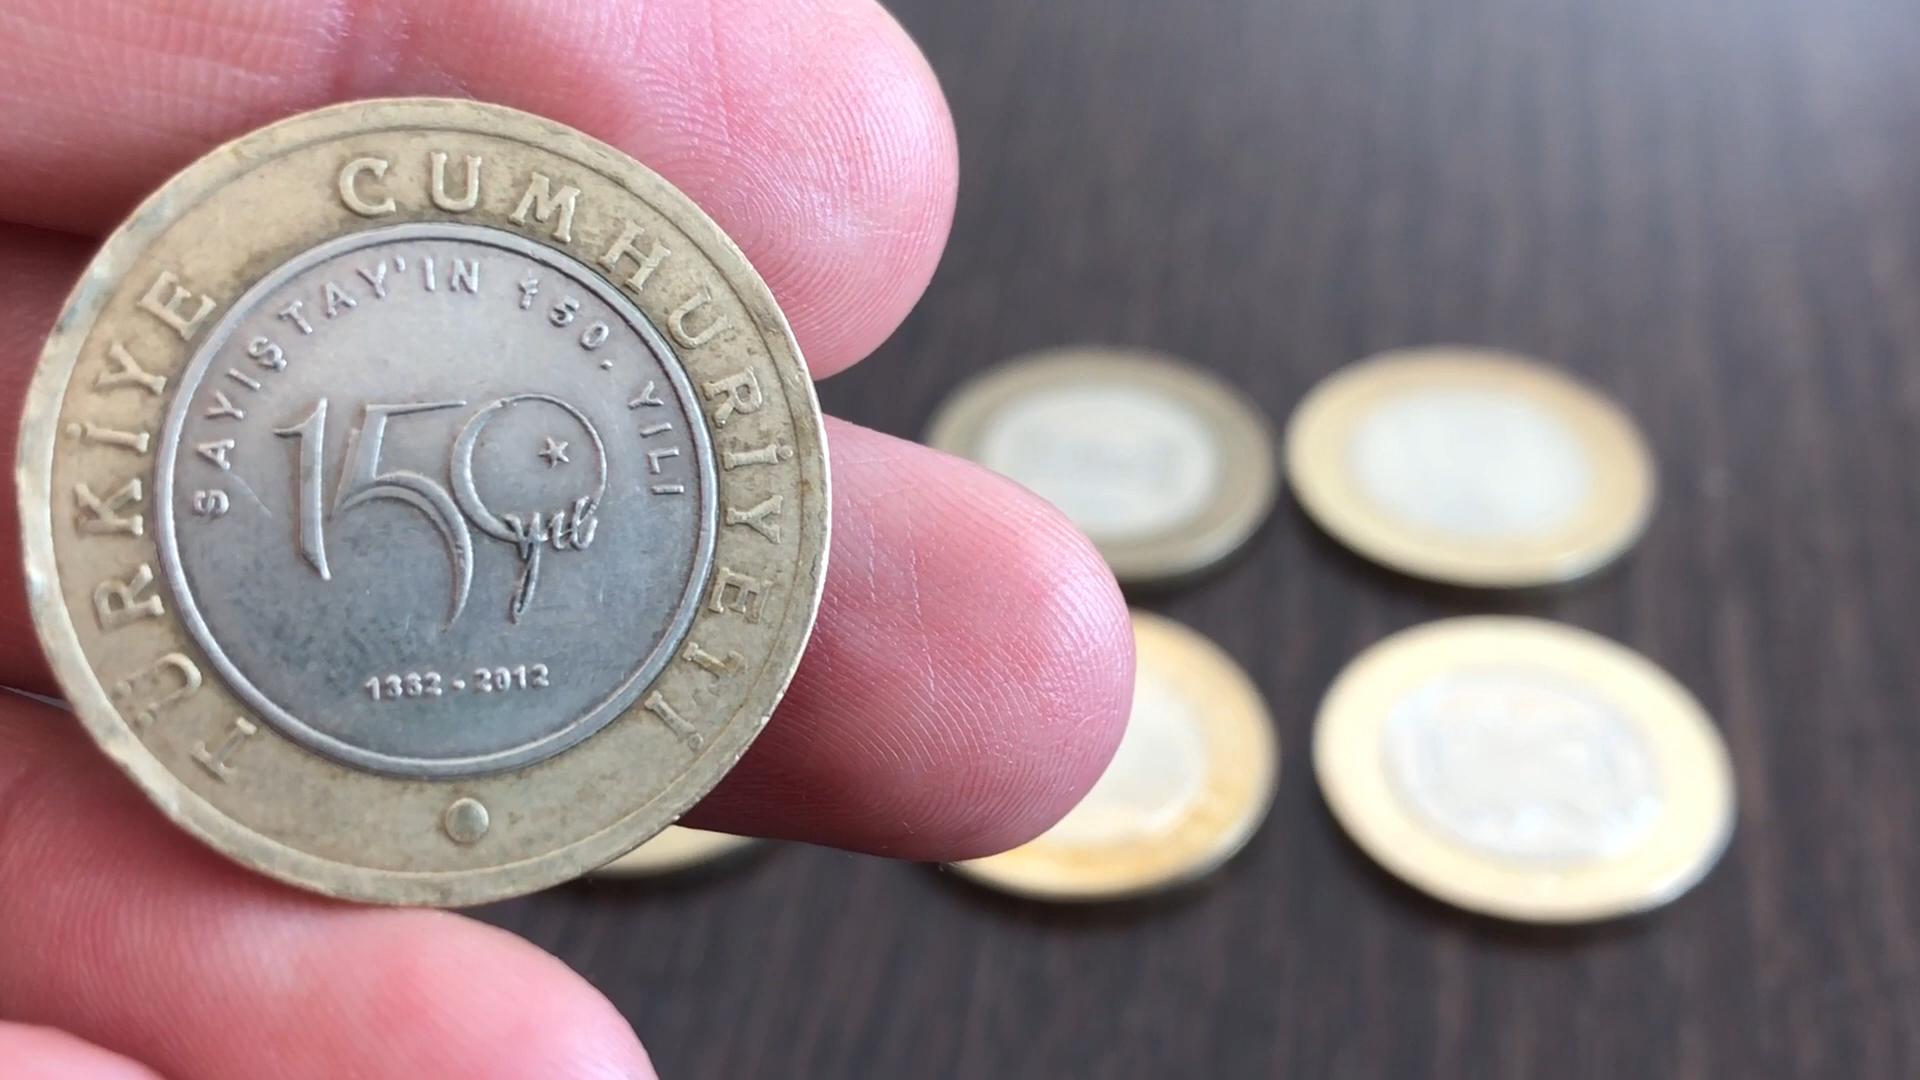 TÜRKİYE CUMHURİYETİ
SAYIŞTAY'IN 150. YILI
150
yıl
1862 • 2012